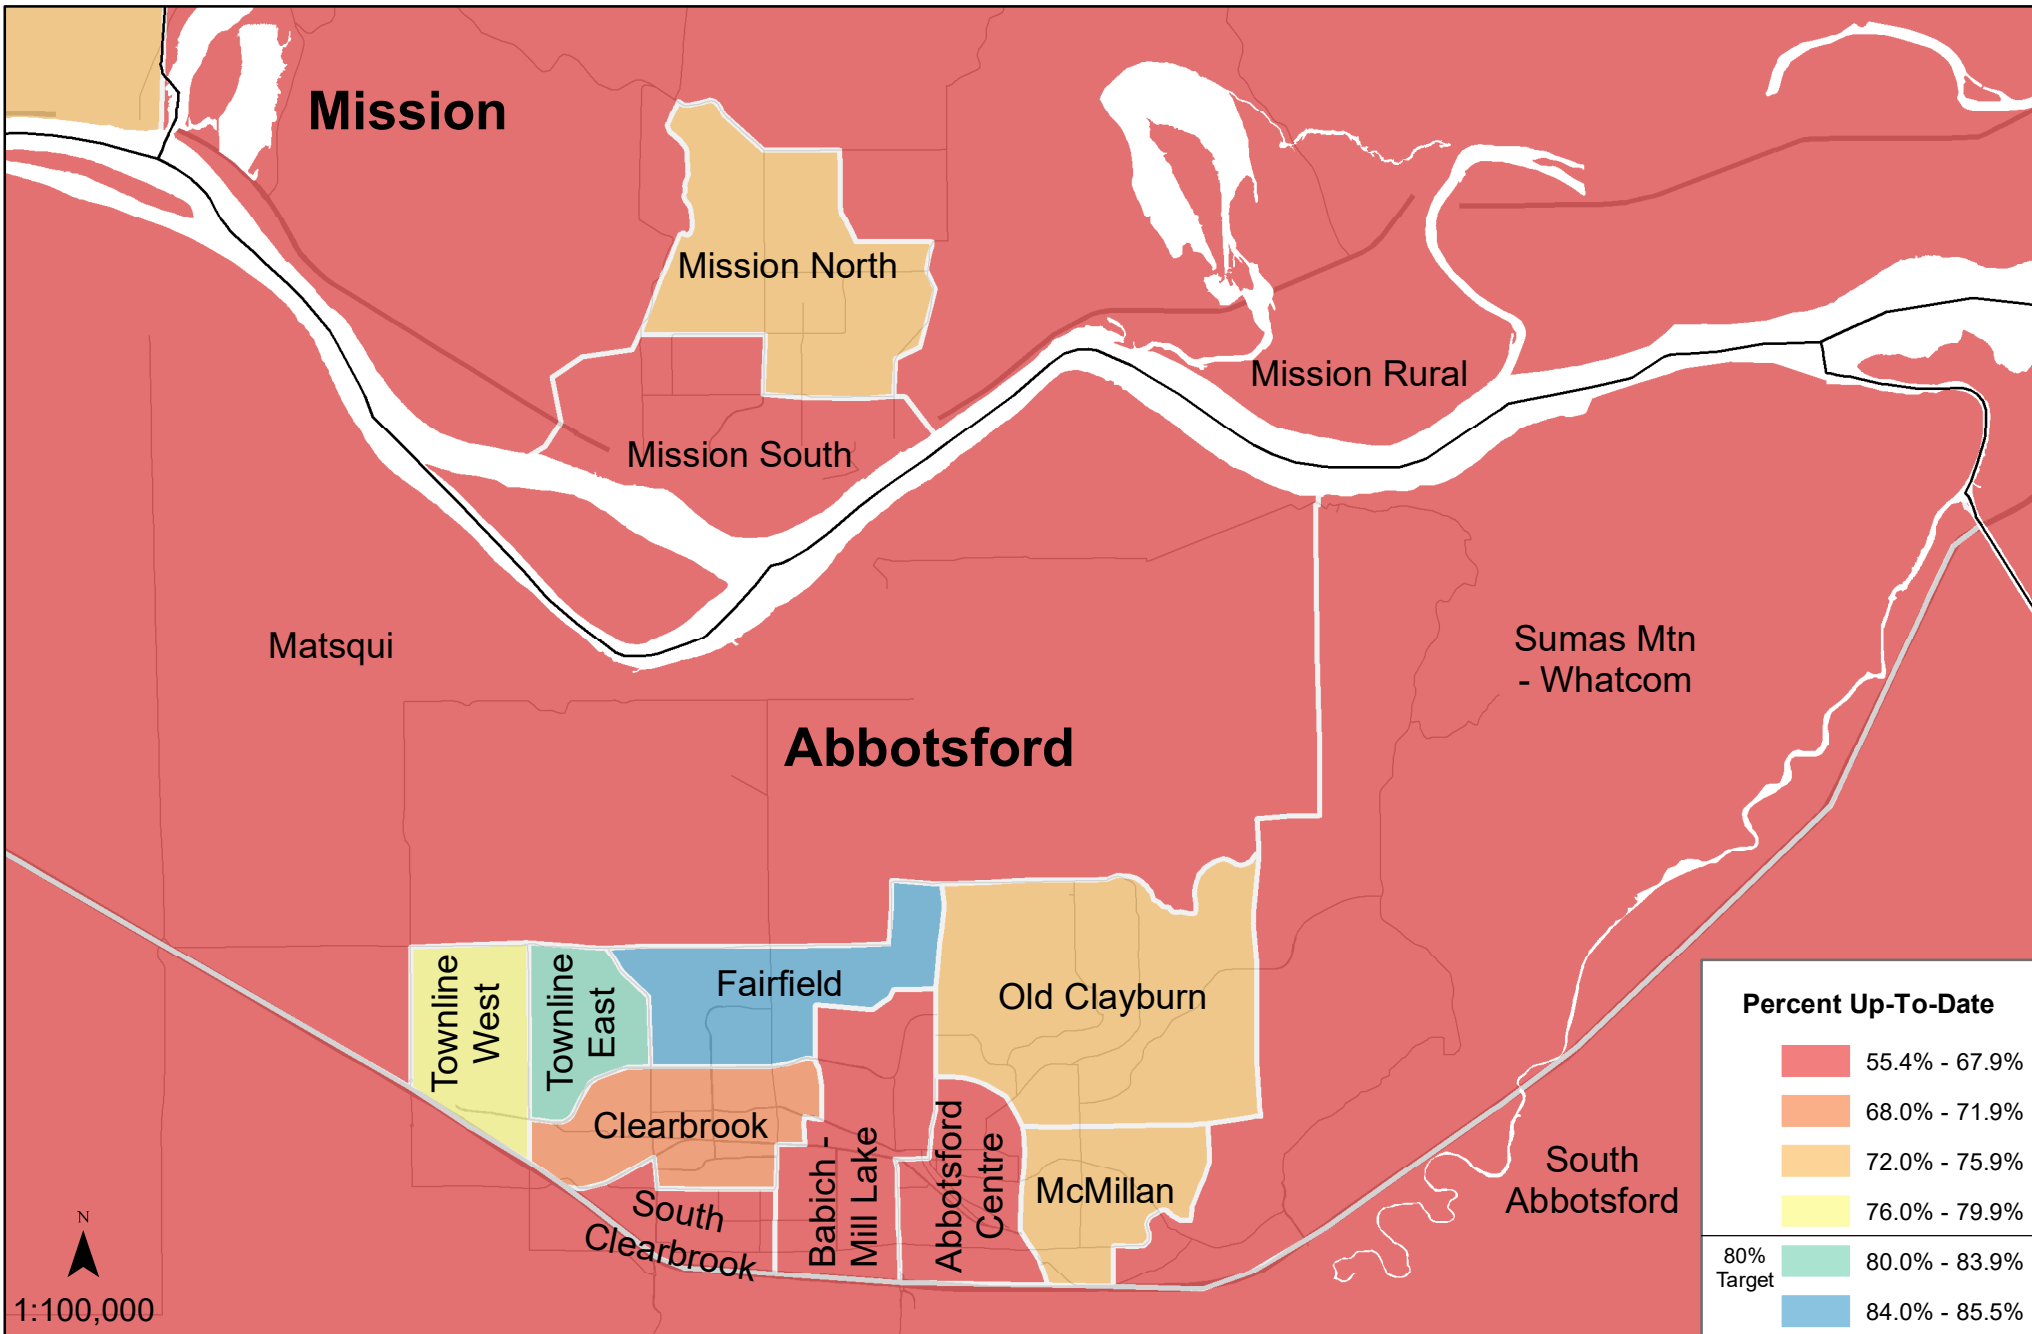 Mission
Mission North
Mission Rural
Mission South
Matsqui
Sumas Mtn
- Whatcom
Abbotsford
Townline
West
Townline
East
Fairfield
Old Clayburn
Clearbrook
Babich -
Mill Lake
Abbotsford
Centre
McMillan
South
Clearbrook
South
Abbotsford
N
1:100,000
Percent Up-To-Date
55.4% - 67.9%
68.0% - 71.9%
72.0% - 75.9%
76.0% - 79.9%
80%
Target
80.0% - 83.9%
84.0% - 85.5%